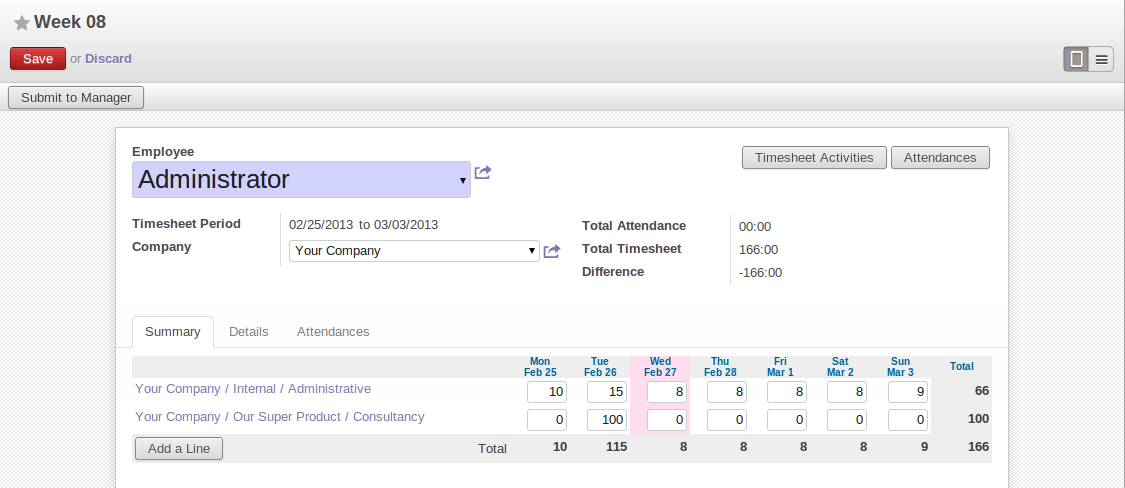 Week 08
Save or Discard
Submit to Manager
Employee
Administrator
Timesheet Activities Attendances
Timesheet Period 02/25/2013 to 03/03/2013
Company Your Company
Total Attendance 00:00
Total Timesheet 166:00
Difference -166:00
Summary Details Attendances
Mon Tue Wed Thu Fri Sat Sun
Feb 25 Feb 26 Feb 27 Feb 28 Mar 1 Mar 2 Mar 3 Total
Your Company / Internal / Administrative 10 15 8 8 8 8 9 66
Your Company / Our Super Product / Consultancy 0 100 0 0 0 0 0 100
Add a Line Total 10 115 8 8 8 8 9 166